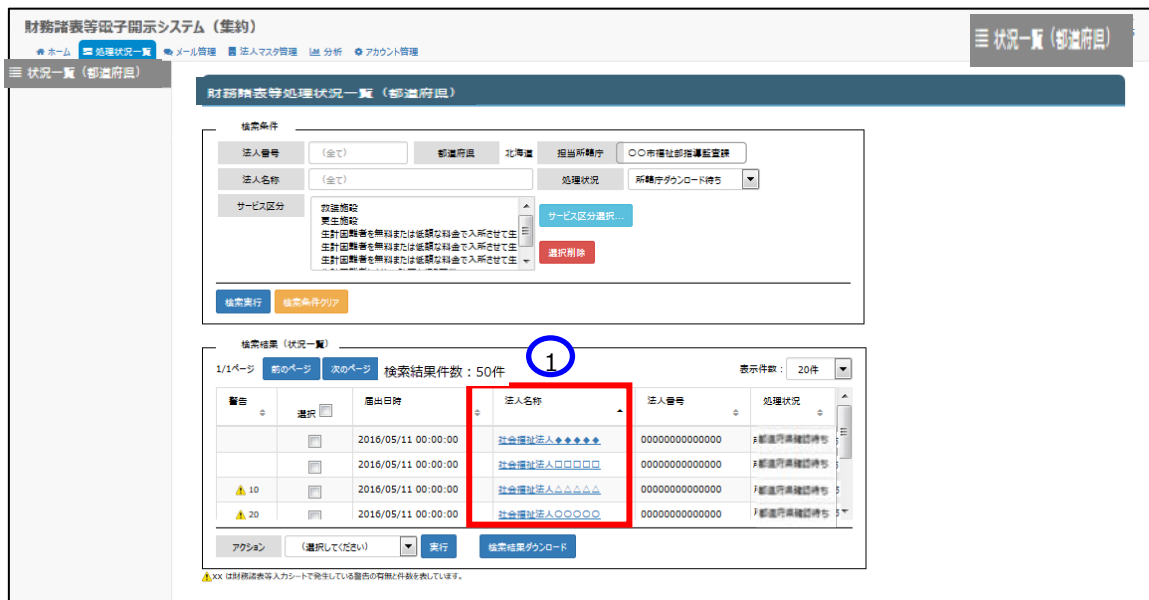 財務諸表等電子開示システム（集約）
ホーム 処理状況一覧 メール管理 法人マスタ管理 分析 アカウント管理
状況一覧（都道府県）
状況一覧（都道府県）
財務諸表等処理状況一覧（都道府県）
検索条件
法人番号 （全て） 都道府県 北海道 担当所轄庁 〇〇市福祉部指導監査課
法人名称 （全て） 処理状況 所轄庁ダウンロード待ち
サービス区分
救護施設
更生施設
生計困難者を無料または低額な料金で入所させて生
生計困難者を無料または低額な料金で入所させて生
生計困難者を無料または低額な料金で入所させて生
サービス区分選択...
選択削除
検索実行 検索条件クリア
検索結果（状況一覧）
1
1/1ページ 前のページ 次のページ 検索結果件数：50件 表示件数： 20件
警告 選択 届出日時 法人名称 法人番号 処理状況
2016/05/11 00:00:00 社会福祉法人◆◆◆◆◆ 00000000000000 都道府県確認待ち
2016/05/11 00:00:00 社会福祉法人□□□□□ 00000000000000 都道府県確認待ち
10 2016/05/11 00:00:00 社会福祉法人△△△△△ 00000000000000 都道府県確認待ち
20 2016/05/11 00:00:00 社会福祉法人〇〇〇〇〇 00000000000000 都道府県確認待ち
アクション （選択してください） 実行 検索結果ダウンロード
XX は財務諸表等入力シートで発生している警告の有無と件数を表しています。